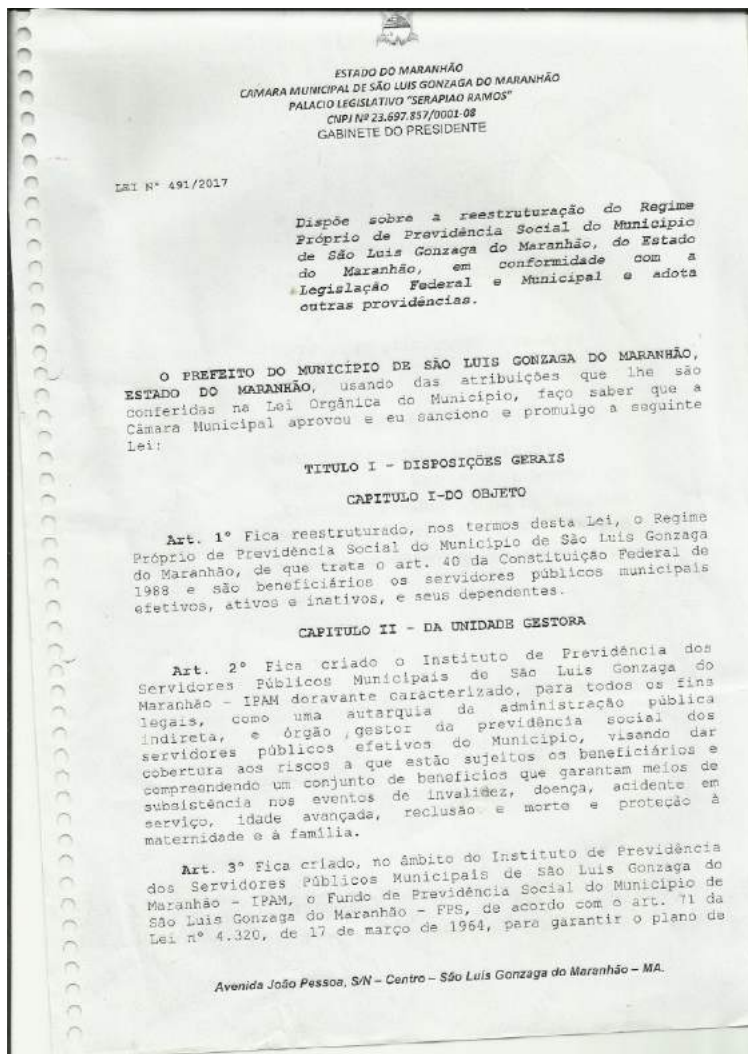 ESTADO DO MARANHÃO
CAMARA MUNICIPAL DE SÃO LUIS GONZAGA DO MARANHÃO
PALACIO LEGISLATIVO "SERAPIAO RAMOS"
CNPJ Nº 23.697.857/0001-08
GABINETE DO PRESIDENTE
LEI N° 491/2017
Dispõe sobre a reestruturação do Regime
Próprio de Previdência Social do Município
de São Luis Gonzaga do Maranhão, do Estado
do Maranhão, em conformidade com a
Legislação Federal e Municipal e adota
outras providências.
O PREFEITO DO MUNICÍPIO DE SÃO LUIS GONZAGA DO MARANHÃO,
ESTADO DO MARANHÃO, usando das atribuições que lhe são
conferidas na Lei Orgânica do Município, faço saber que a
Câmara Municipal aprovou e eu sanciono e promulgo a seguinte
Lei:
TITULO I - DISPOSIÇÕES GERAIS
CAPITULO I-DO OBJETO
Art. 1° Fica reestruturado, nos termos desta Lei, o Regime
Próprio de Previdência Social do Município de São Luis Gonzaga
do Maranhão, de que trata o art. 40 da Constituição Federal de
1988 e são beneficiários os servidores públicos municipais
efetivos, ativos e inativos, e seus dependentes.
CAPITULO II - DA UNIDADE GESTORA
Art. 2° Fica criado o Instituto de Previdência dos
Servidores Públicos Municipais de São Luis Gonzaga do
Maranhão - IPAM doravante caracterizado, para todos os fins
legais, como uma autarquia da administração pública
indireta, e órgão gestor da previdência social dos
servidores públicos efetivos do Município, visando dar
cobertura aos riscos a que estão sujeitos os beneficiários e
compreendendo um conjunto de benefícios que garantam meios de
subsistência nos eventos de invalidez, doença, acidente em
serviço, idade avançada, reclusão e morte e proteção à
maternidade e à família.
Art. 3° Fica criado, no âmbito do Instituto de Previdência
dos Servidores Públicos Municipais de São Luis Gonzaga do
Maranhão - IPAM, o Fundo de Previdência Social do Município de
São Luis Gonzaga do Maranhão - FPS, de acordo com o art. 71 da
Lei nº 4.320, de 17 de março de 1964, para garantir o plano de
Avenida João Pessoa, S/N – Centro – São Luis Gonzaga do Maranhão – MA.